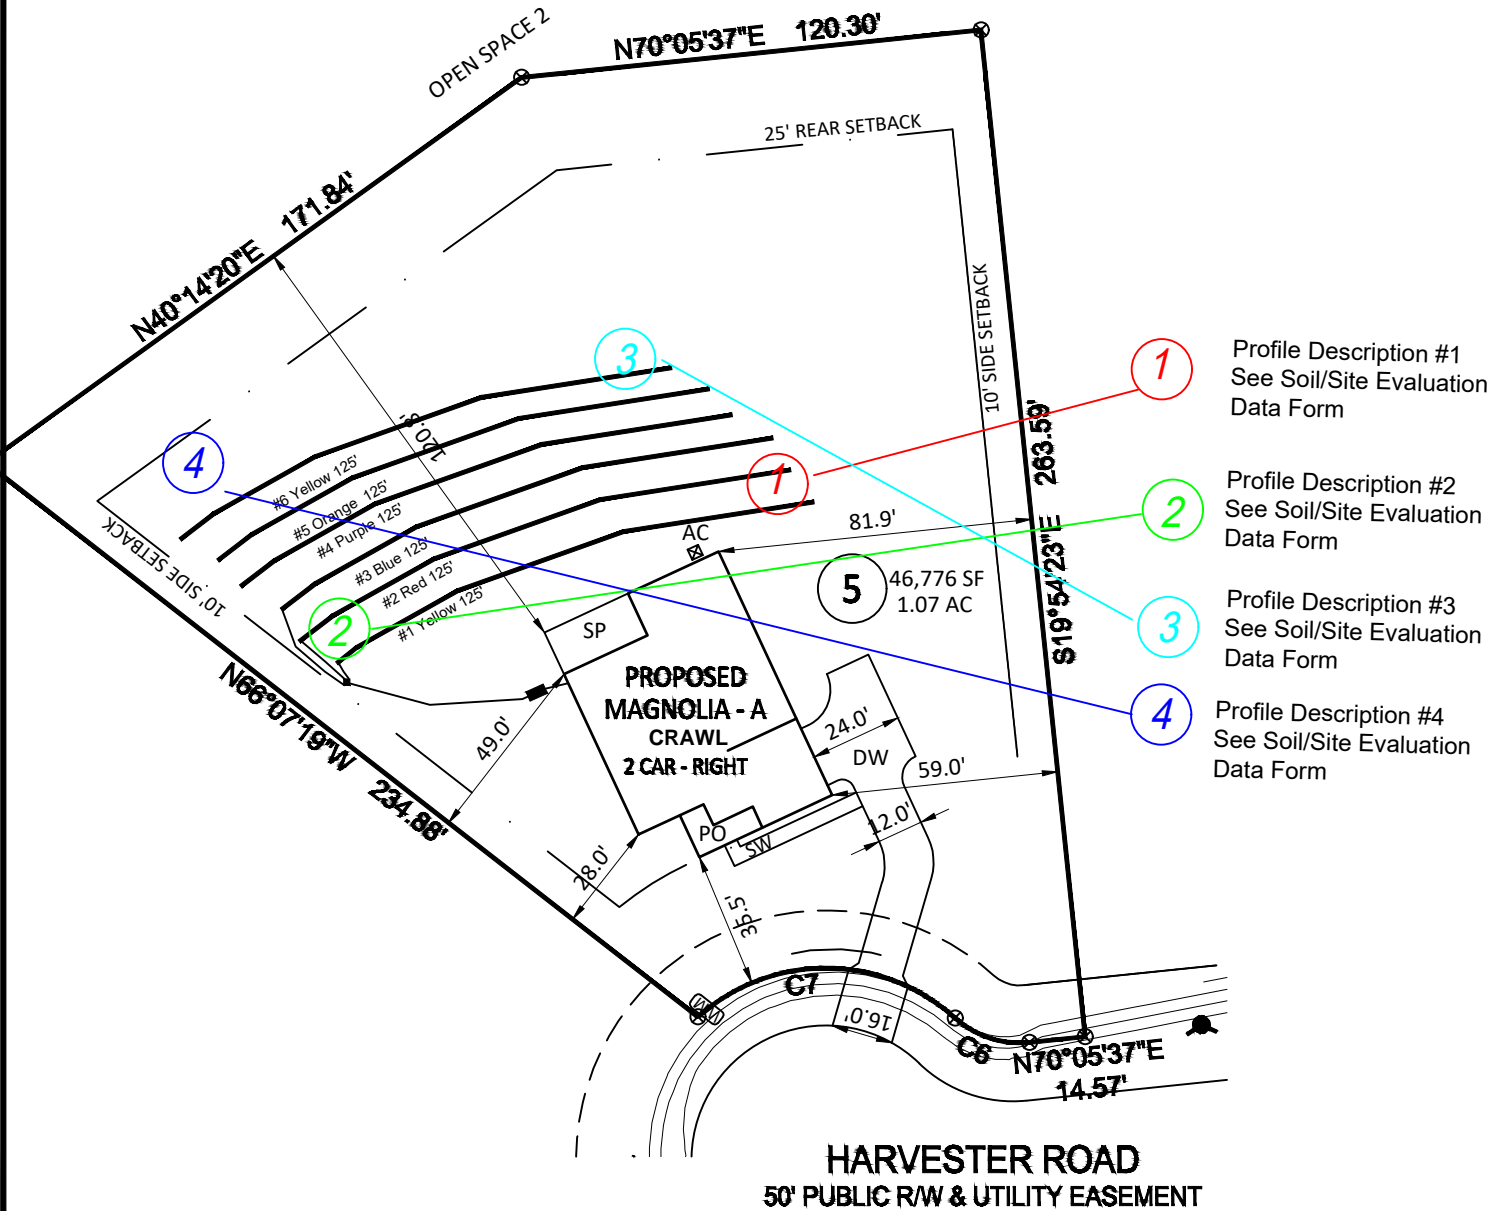 OPEN SPACE 2
N70°05'37"E 120.30'
25' REAR SETBACK
N40°14'20"E 171.84'
10' SIDE SETBACK
S19°54'23"E 263.59'
120.8'
3
4
1
2
#6 Yellow 125'
#5 Orange 125'
#4 Purple 125'
#3 Blue 125'
#2 Red 125'
#1 Yellow 125'
10' SIDE SETBACK
N66°07'19"W 234.88'
AC
81.9'
5
46,776 SF
1.07 AC
SP
PROPOSED
MAGNOLIA - A
CRAWL
2 CAR - RIGHT
49.0'
24.0'
DW
59.0'
12.0'
PO
SW
28.0'
35.5'
C7
WM
16.0'
C6
N70°05'37"E
14.57'
HARVESTER ROAD
50' PUBLIC R/W & UTILITY EASEMENT
1
Profile Description #1
See Soil/Site Evaluation
Data Form
2
Profile Description #2
See Soil/Site Evaluation
Data Form
3
Profile Description #3
See Soil/Site Evaluation
Data Form
4
Profile Description #4
See Soil/Site Evaluation
Data Form